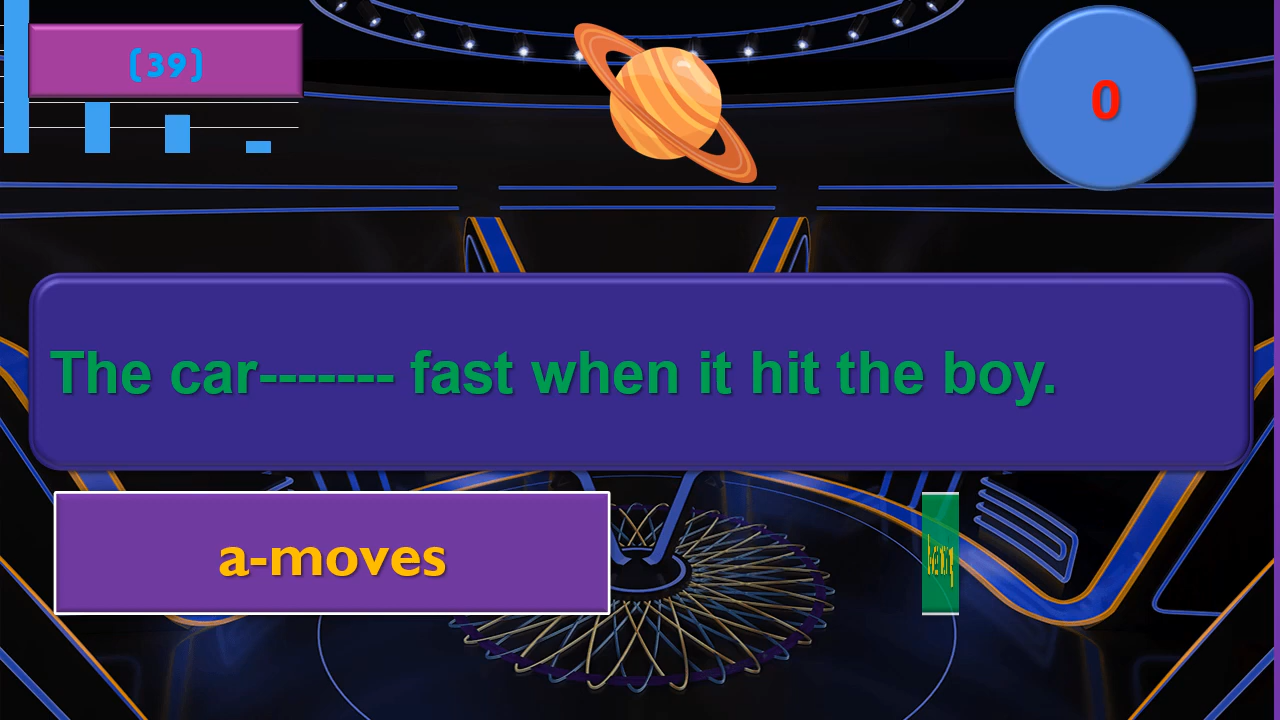 (39)
0
The car------- fast when it hit the boy.
a-moves